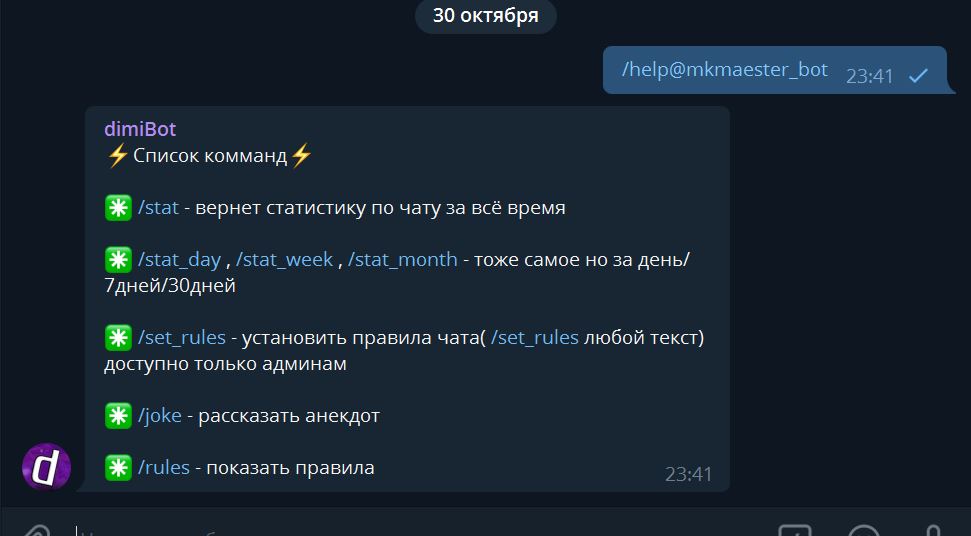 30 октября
/help@mkmaester_bot 23:41
dimiBot
⚡Список комманд⚡
✳️ /stat - вернет статистику по чату за всё время
✳️ /stat_day , /stat_week , /stat_month - тоже самое но за день/
7дней/30дней
✳️ /set_rules - установить правила чата( /set_rules любой текст)
доступно только админам
✳️ /joke - рассказать анекдот
✳️ /rules - показать правила
23:41